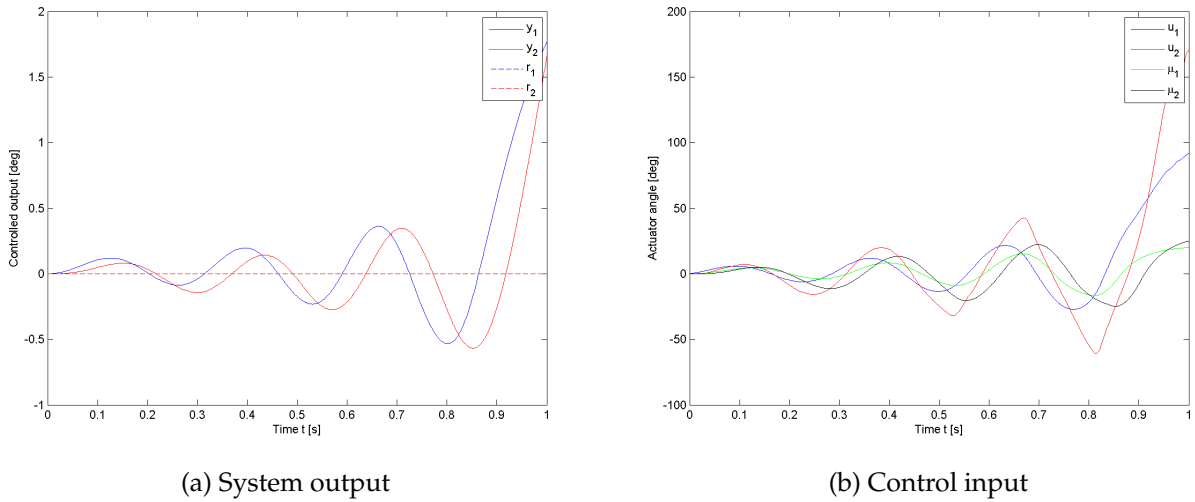 2
1.5
1
0.5
0
-0.5
-1
Controlled output [deg]
0 0.1 0.2 0.3 0.4 0.5 0.6 0.7 0.8 0.9 1
Time t [s]
y1
y2
r1
r2
(a) System output
200
150
100
50
0
-50
-100
Actuator angle [deg]
0 0.1 0.2 0.3 0.4 0.5 0.6 0.7 0.8 0.9 1
Time t [s]
u1
u2
μ1
μ2
(b) Control input